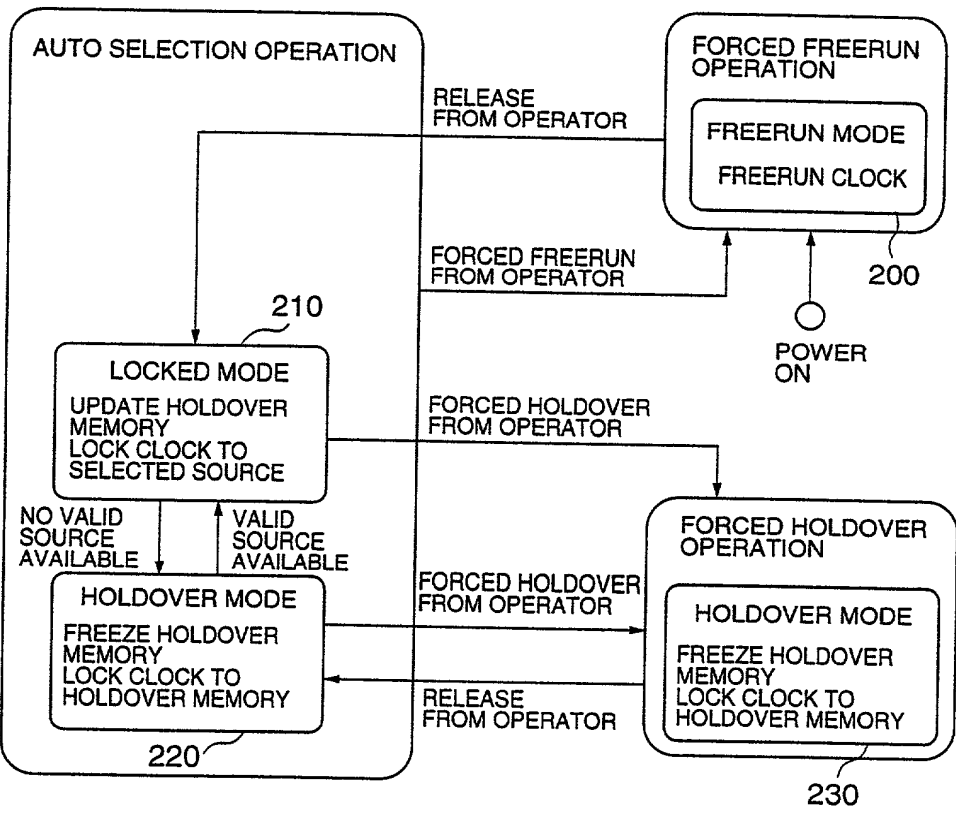 AUTO SELECTION OPERATION
FORCED FREERUN
OPERATION
FREERUN MODE
FREERUN CLOCK
200
RELEASE
FROM OPERATOR
FORCED FREERUN
FROM OPERATOR
POWER
ON
210
LOCKED MODE
UPDATE HOLDOVER
MEMORY
LOCK CLOCK TO
SELECTED SOURCE
FORCED HOLDOVER
FROM OPERATOR
NO VALID
SOURCE
AVAILABLE
VALID
SOURCE
AVAILABLE
FORCED HOLDOVER
OPERATION
HOLDOVER MODE
FREEZE HOLDOVER
MEMORY
LOCK CLOCK TO
HOLDOVER MEMORY
220
FORCED HOLDOVER
FROM OPERATOR
RELEASE
FROM OPERATOR
HOLDOVER MODE
FREEZE HOLDOVER
MEMORY
LOCK CLOCK TO
HOLDOVER MEMORY
230